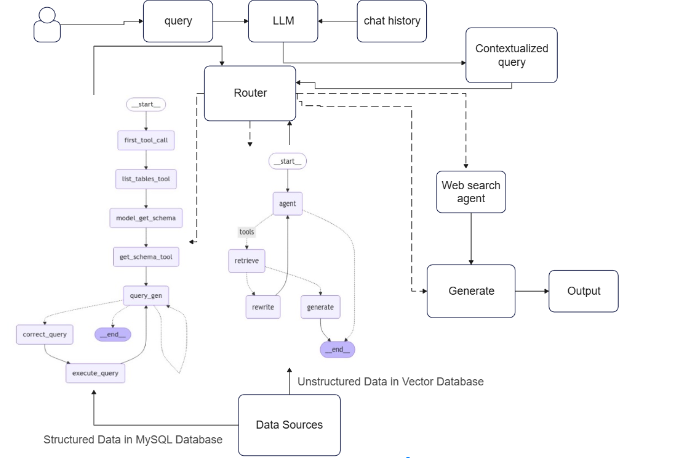 query
LLM
chat history
Contextualized
query
Router
__start__
first_tool_call
list_tables_tool
model_get_schema
get_schema_tool
query_gen
correct_query
__end__
execute_query
__start__
agent
tools
retrieve
rewrite
generate
__end__
Web search
agent
Generate
Output
Unstructured Data in Vector Database
Data Sources
Structured Data in MySQL Database